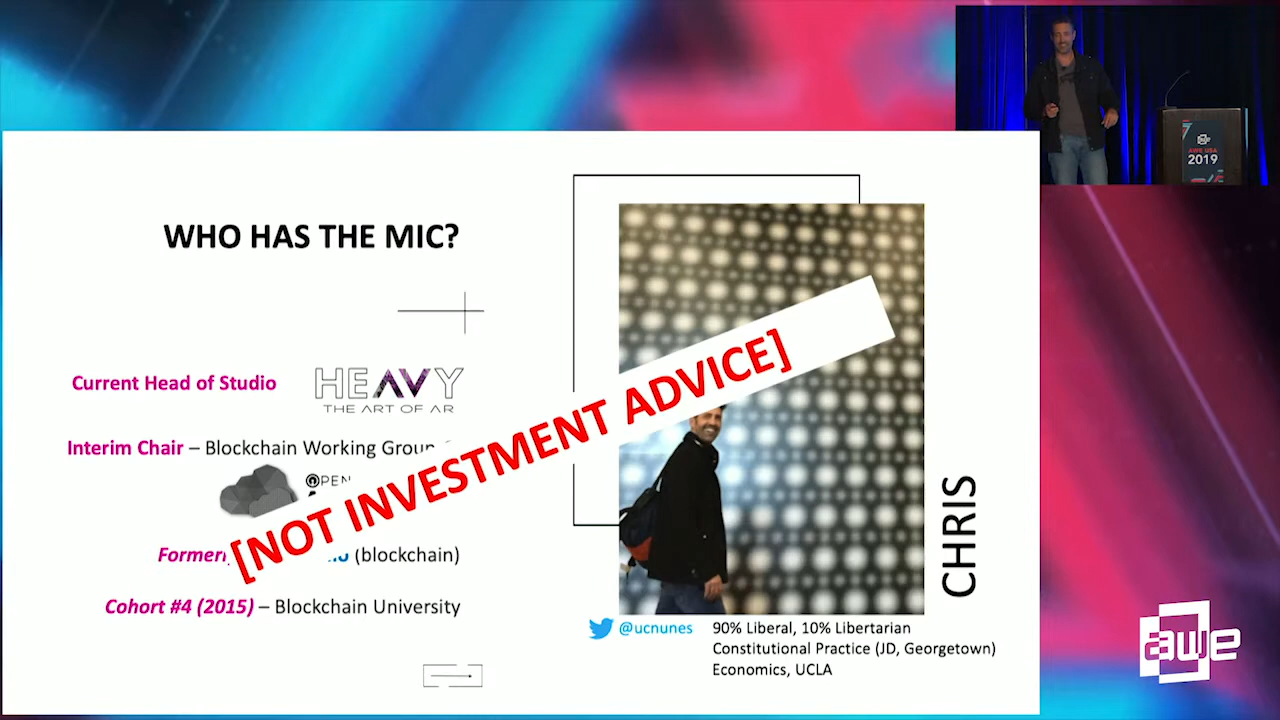 AWE USA
2019
WHO HAS THE MIC?
Current Head of Studio
HEAVY
THE ART OF AR
Interim Chair – Blockchain Working Group
OPEN
[NOT INVESTMENT ADVICE]
(blockchain)
Cohort #4 (2015) – Blockchain University
CHRIS
@ucnunes
90% Liberal, 10% Libertarian
Constitutional Practice (JD, Georgetown)
Economics, UCLA
awe